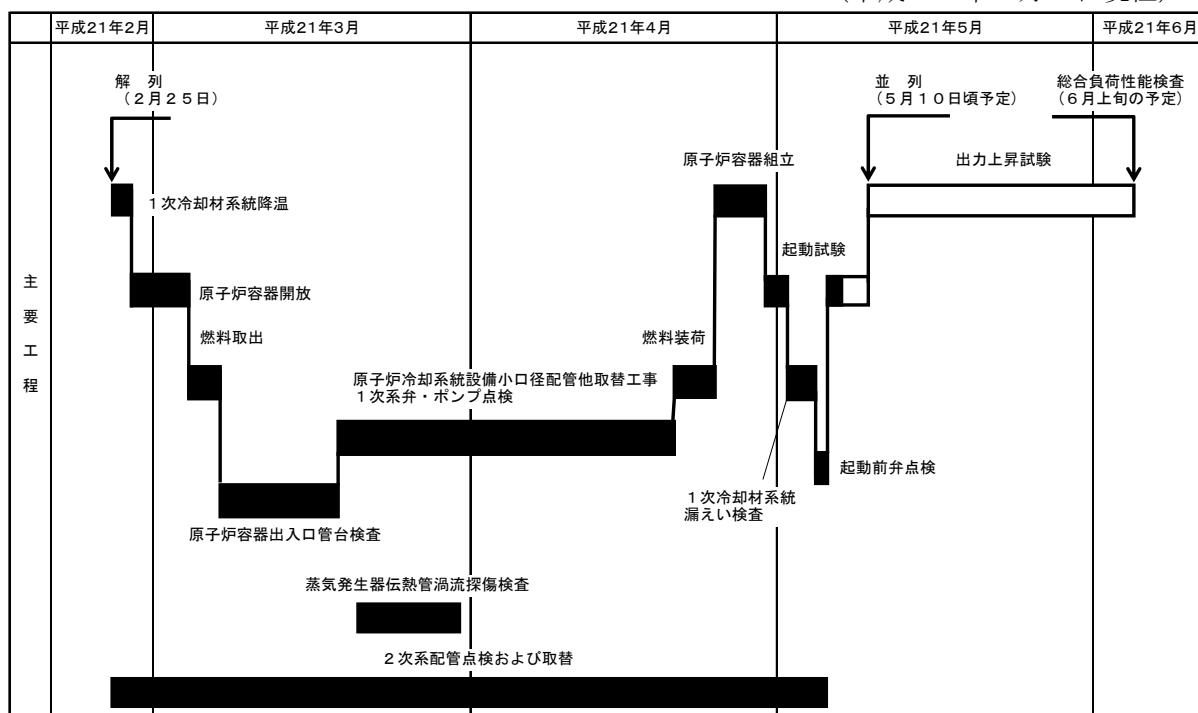 平成21年2月
平成21年3月
平成21年4月
平成21年5月
平成21年6月
主要工程
解 列
（２月２５日）
並 列
（５月１０日頃予定）
総合負荷性能検査
（６月上旬の予定）
原子炉容器組立
出力上昇試験
１次冷却材系統降温
起動試験
原子炉容器開放
燃料取出
燃料装荷
原子炉冷却系統設備小口径配管他取替工事
１次系弁・ポンプ点検
起動前弁点検
１次冷却材系統
漏えい検査
原子炉容器出入口管台検査
蒸気発生器伝熱管渦流探傷検査
２次系配管点検および取替